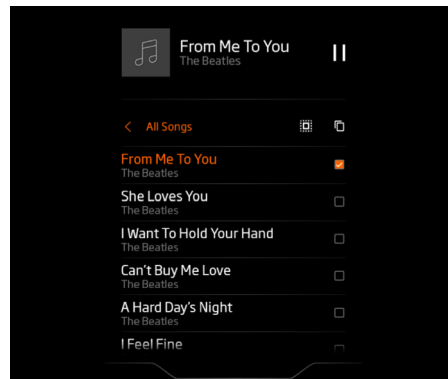 From Me To You
The Beatles
All Songs
From Me To You
The Beatles
She Loves You
The Beatles
I Want To Hold Your Hand
The Beatles
Can't Buy Me Love
The Beatles
A Hard Day's Night
The Beatles
I Feel Fine